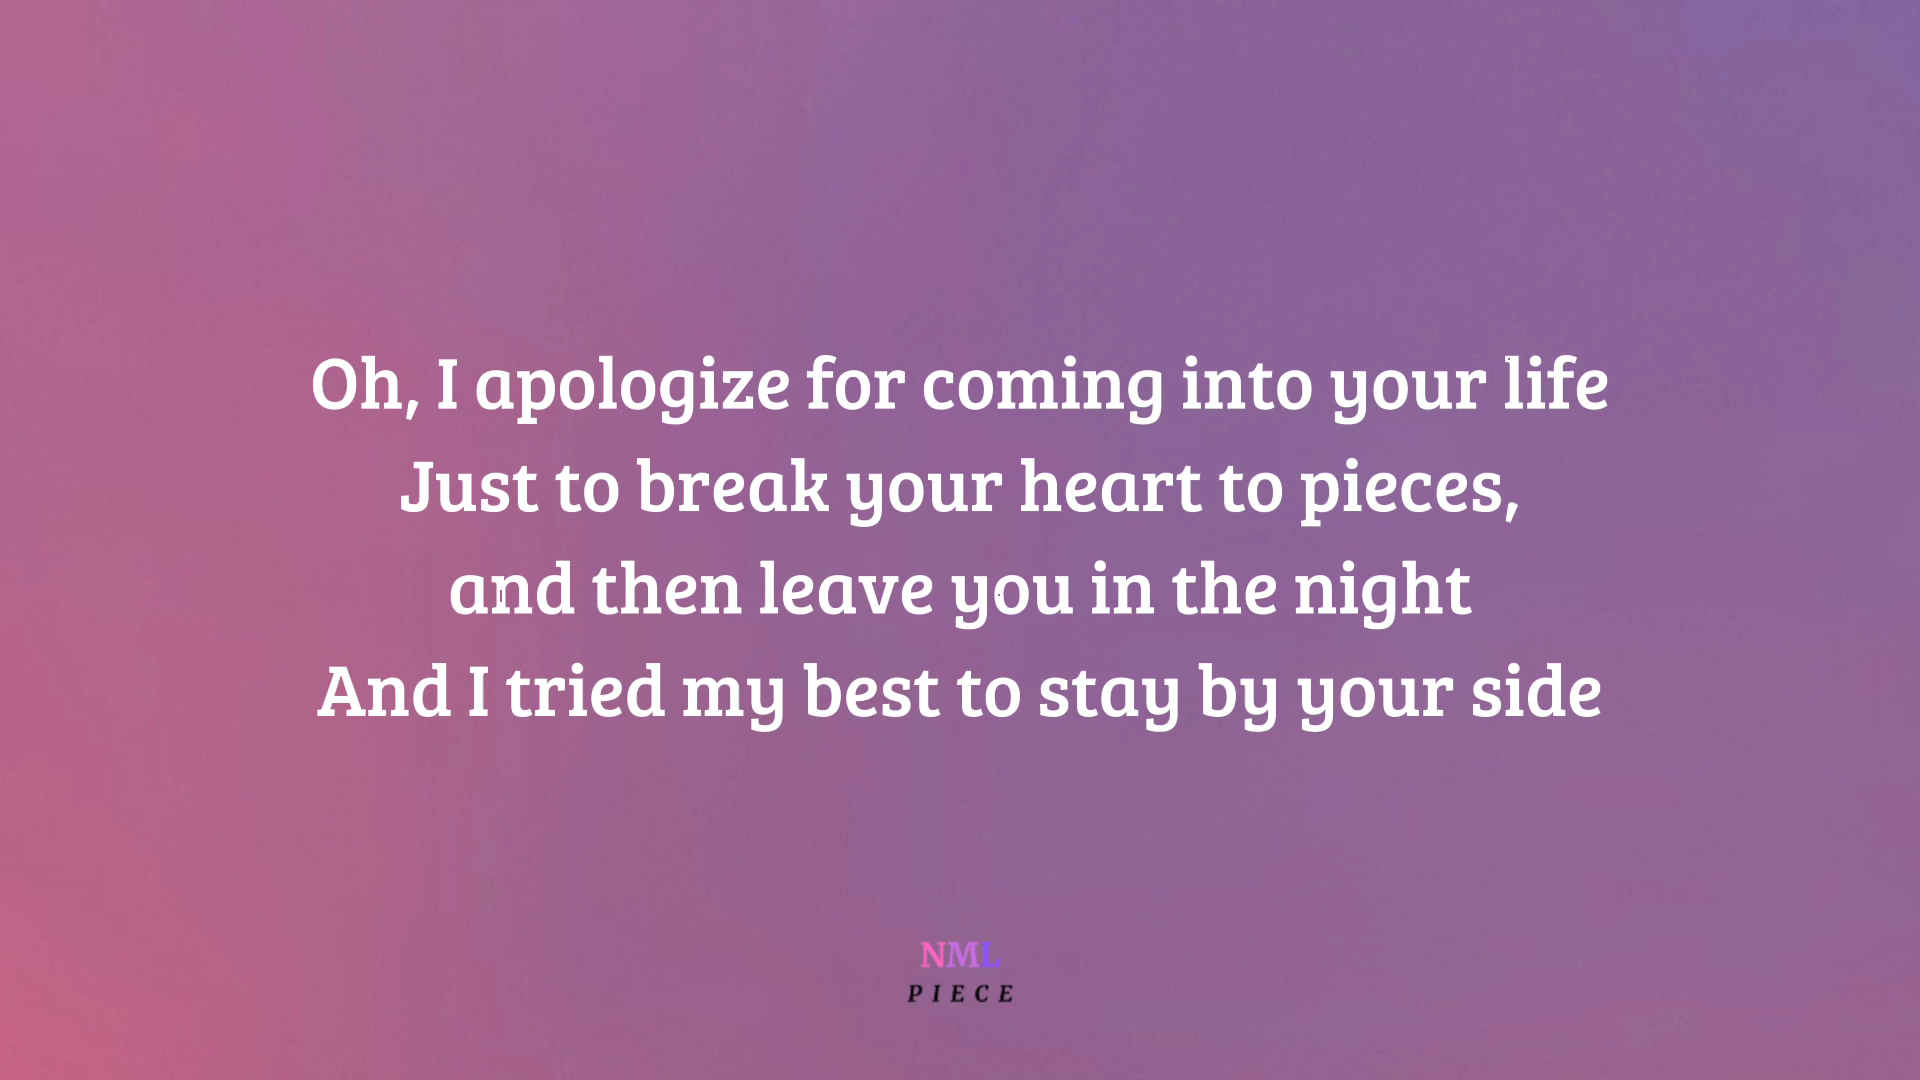 Oh, I apologize for coming into your life
Just to break your heart to pieces,
and then leave you in the night
And I tried my best to stay by your side
NML
PIECE